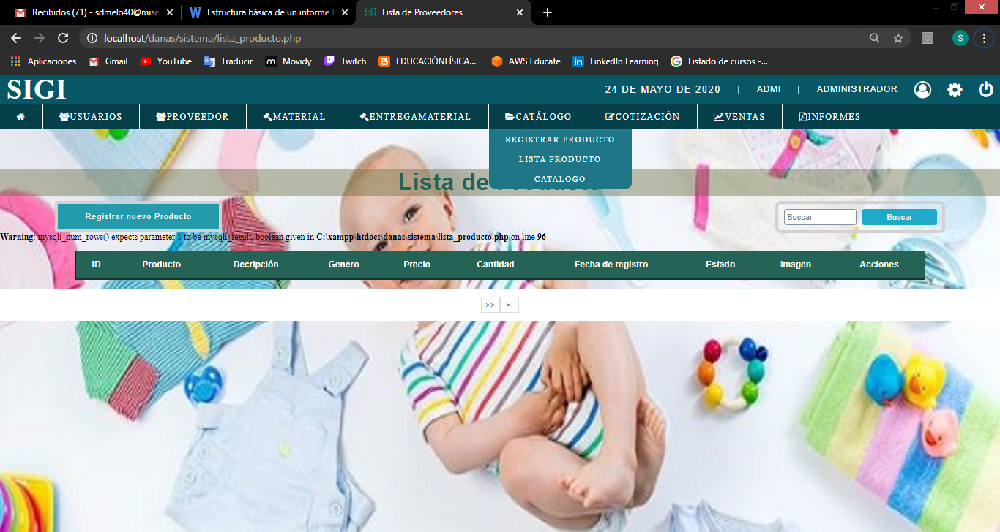 Recibidos (71) - sdmelo40@mise
Estructura básica de un informe t
SIGI Lista de Proveedores
localhost/danas/sistema/lista_producto.php
S
Aplicaciones Gmail YouTube Traducir Movidy Twitch EDUCACIÓNFÍSICA... AWS Educate LinkedIn Learning Listado de cursos -...
SIGI 24 DE MAYO DE 2020 | ADMI | ADMINISTRADOR
USUARIOS PROVEEDOR MATERIAL ENTREGAMATERIAL CATÁLOGO COTIZACIÓN VENTAS INFORMES
REGISTRAR PRODUCTO
LISTA PRODUCTO
CATALOGO
Lista de Producto
Registrar nuevo Producto Buscar Buscar
Warning: mysqli_num_rows() expects parameter 1 to be mysqli_result, boolean given in C:\xampp\htdocs\danas\sistema\lista_producto.php on line 96
ID Producto Decripción Genero Precio Cantidad Fecha de registro Estado Imagen Acciones
>> >|